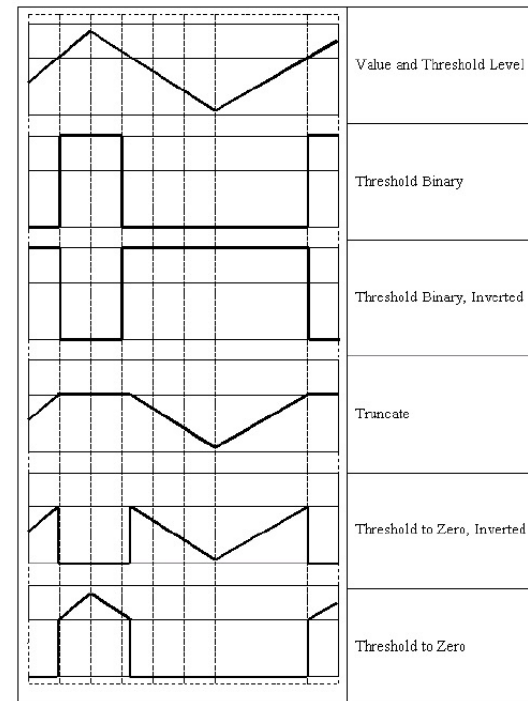 Value and Threshold Level
Threshold Binary
Threshold Binary, Inverted
Truncate
Threshold to Zero, Inverted
Threshold to Zero